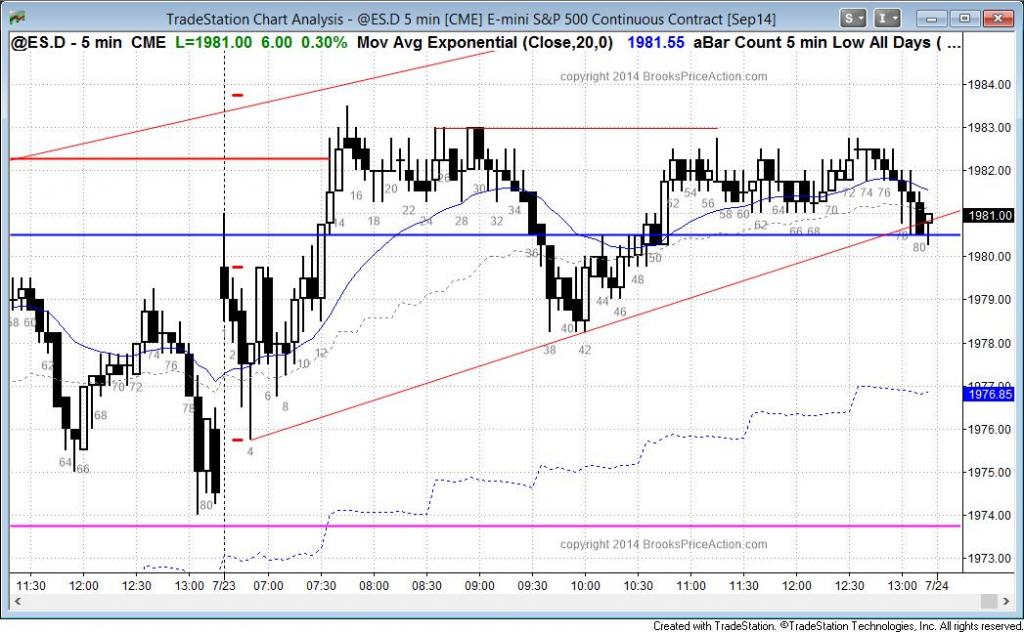 TradeStation Chart Analysis - @ES.D 5 min [CME] E-mini S&P 500 Continuous Contract [Sep14]
S I
@ES.D - 5 min CME L=1981.00 6.00 0.30% Mov Avg Exponential (Close,20,0) 1981.55 aBar Count 5 min Low All Days ( ...
copyright 2014 BrooksPriceAction.com
1984.00
1983.00
1982.00
1981.00
1980.00
1979.00
1978.00
1977.00
1976.85
1976.00
1975.00
1974.00
1973.00
58 60 62 64 66 68 70 72 74 76 78 80
2 4 6 8 10 12 14 16 18 20 22 24 26 28 30 32 34 36 38 40 42 44 46 48 50 52 54 56 58 60 62 64 66 68 70 72 74 76 78 80
copyright 2014 BrooksPriceAction.com
11:30 12:00 12:30 13:00 7/23 07:00 07:30 08:00 08:30 09:00 09:30 10:00 10:30 11:00 11:30 12:00 12:30 13:00 7/24
Created with TradeStation. ©TradeStation Technologies, Inc. All rights reserved.